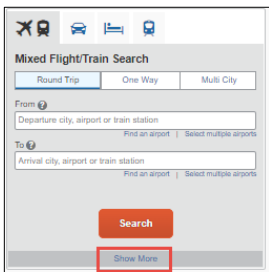 Mixed Flight/Train Search
Round Trip One Way Multi City
From ?
Departure city, airport or train station
Find an airport | Select multiple airports
To ?
Arrival city, airport or train station
Find an airport | Select multiple airports
Search
Show More